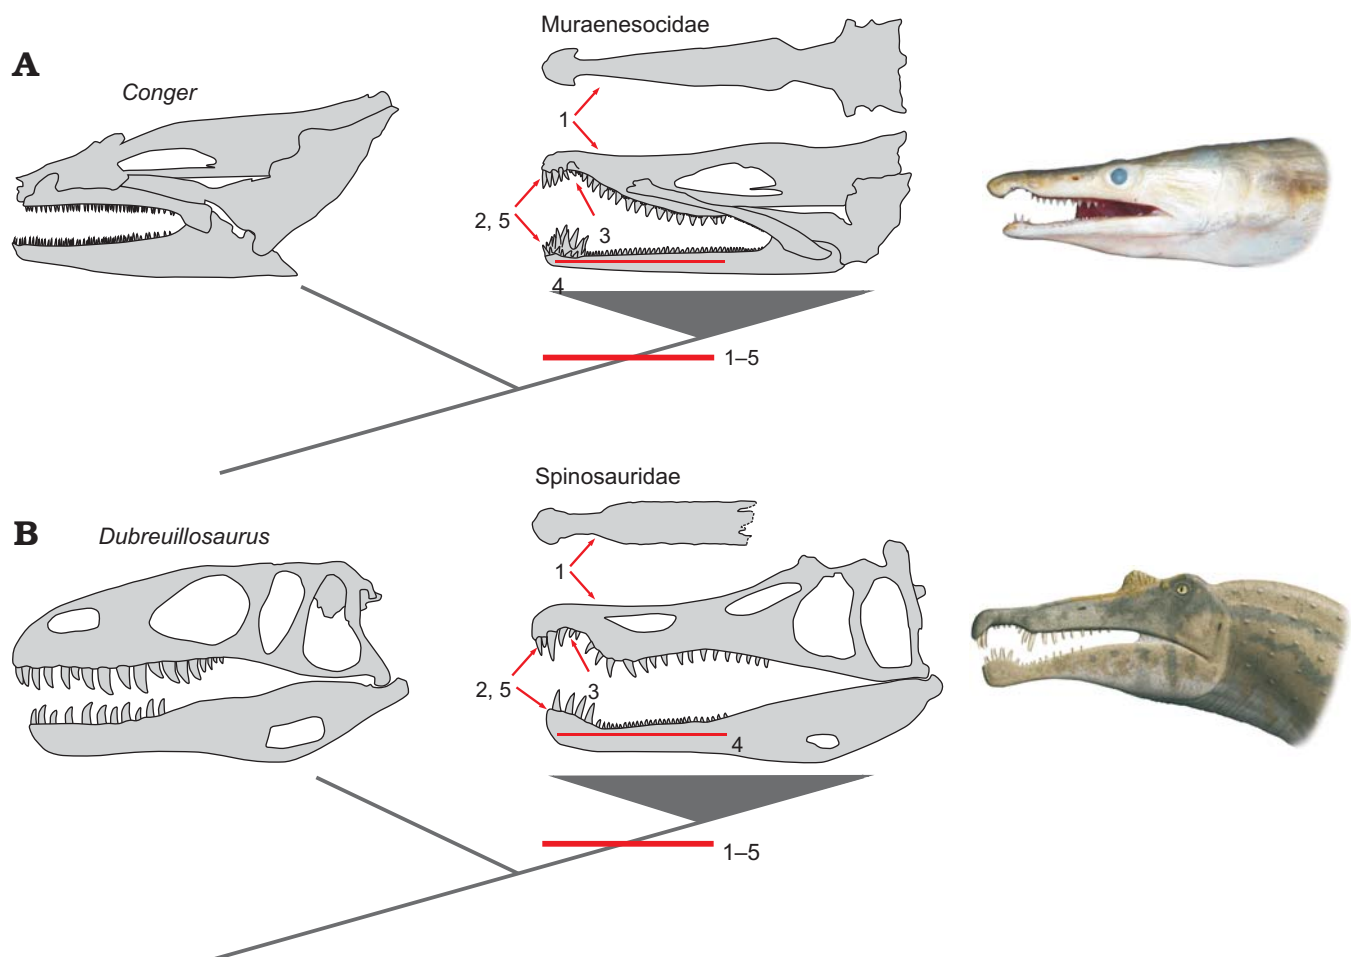 A
Conger
Muraenesocidae
1
2, 5
3
4
1–5
B
Dubreuillosaurus
Spinosauridae
1
2, 5
3
4
1–5